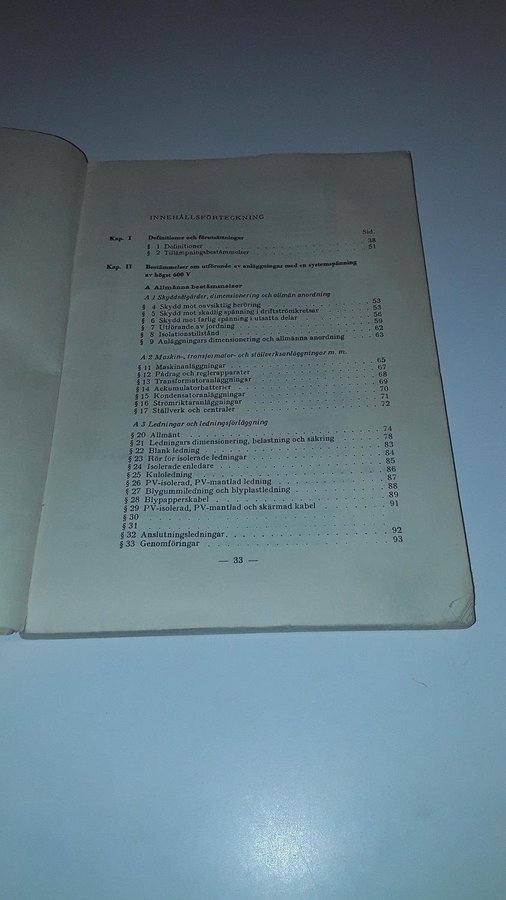 INNEHÅLLSFÖRTECKNING
Sid.
Kap. I Definitioner och förutsättningar
§ 1 Definitioner 38
§ 2 Tillämpningsbestämmelser 51
Kap. II Bestämmelser om utförande av anläggningar med en systemspänning
av högst 600 V
A Allmänna bestämmelser
A 1 Skyddsåtgärder, dimensionering och allmän anordning
§ 4 Skydd mot oavsiktlig beröring 53
§ 5 Skydd mot skadlig spänning i driftströmkretsar 53
§ 6 Skydd mot farlig spänning i utsatta delar 56
§ 7 Utförande av jordning 59
§ 8 Isolationstillstånd 62
§ 9 Anläggningars dimensionering och allmänna anordning 63
A 2 Maskin-, transformator- och ställverksanläggningar m. m.
§ 11 Maskinanläggningar 65
§ 12 Pådrag och reglerapparater 67
§ 13 Transformatoranläggningar 68
§ 14 Ackumulatorbatterier 69
§ 15 Kondensatoranläggningar 70
§ 16 Strömriktaranläggningar 71
§ 17 Ställverk och centraler 72
A 3 Ledningar och ledningsförläggning
§ 20 Allmänt 74
§ 21 Ledningars dimensionering, belastning och säkring 78
§ 22 Blank ledning 83
§ 23 Rör för isolerade ledningar 84
§ 24 Isolerad enledare 85
§ 25 Kuloledning 86
§ 26 PV-isolerad, PV-mantlad ledning 87
§ 27 Blygummiledning och blyplastledning 88
§ 28 Blypapperskabel 89
§ 29 PV-isolerad, PV-mantlad och skärmad kabel 91
§ 30
§ 31
§ 32 Anslutningsledningar 92
§ 33 Genomföringar 93
— 33 —